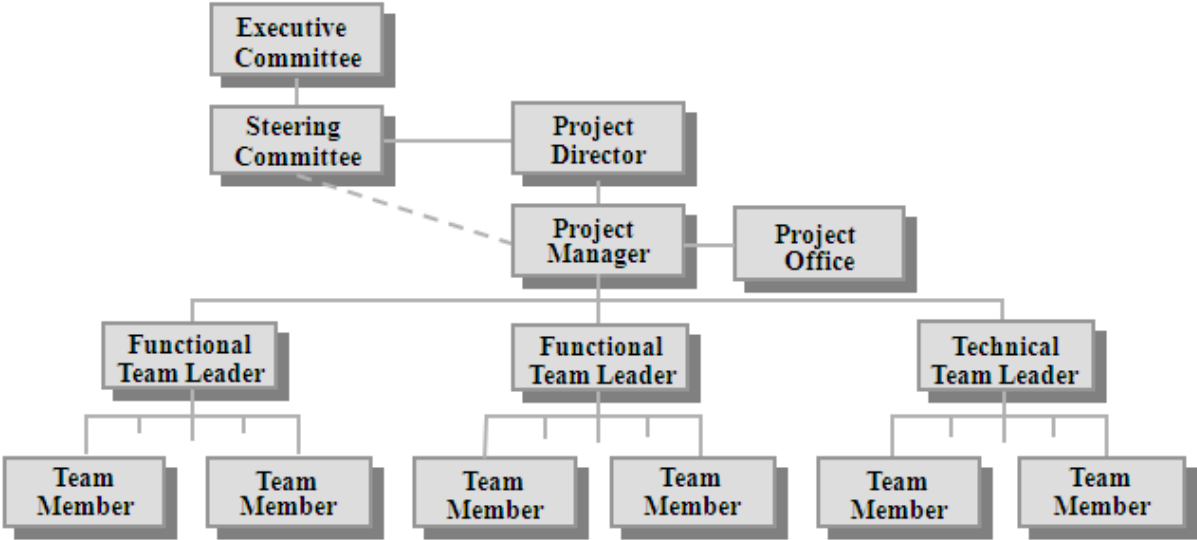 Executive
Committee
Steering
Committee
Project
Director
Project
Manager
Project
Office
Functional
Team Leader
Functional
Team Leader
Technical
Team Leader
Team
Member
Team
Member
Team
Member
Team
Member
Team
Member
Team
Member